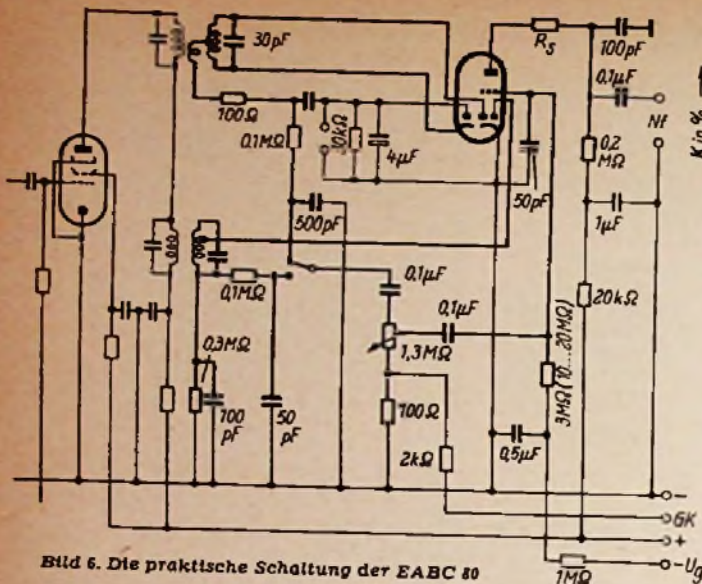 30pF
R_S
100pF
0,1µF
Nf
K in %
100Ω
0,1MΩ
10kΩ
4µF
50pF
0,2
MΩ
1µF
500pF
0,1MΩ
0,1µF
0,1µF
20kΩ
1,3MΩ
3MΩ (10...20MΩ)
0,3MΩ
100
pF
50
pF
100Ω
2kΩ
0,5µF
-
GK
+
-Ug
1MΩ
Bild 6. Die praktische Schaltung der EABC 80